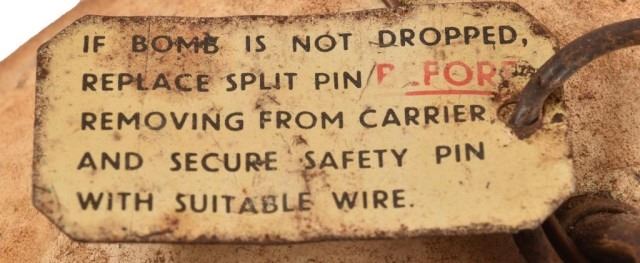 IF BOMB IS NOT DROPPED,
REPLACE SPLIT PIN BEFORE
REMOVING FROM CARRIER,
AND SECURE SAFETY PIN
WITH SUITABLE WIRE.